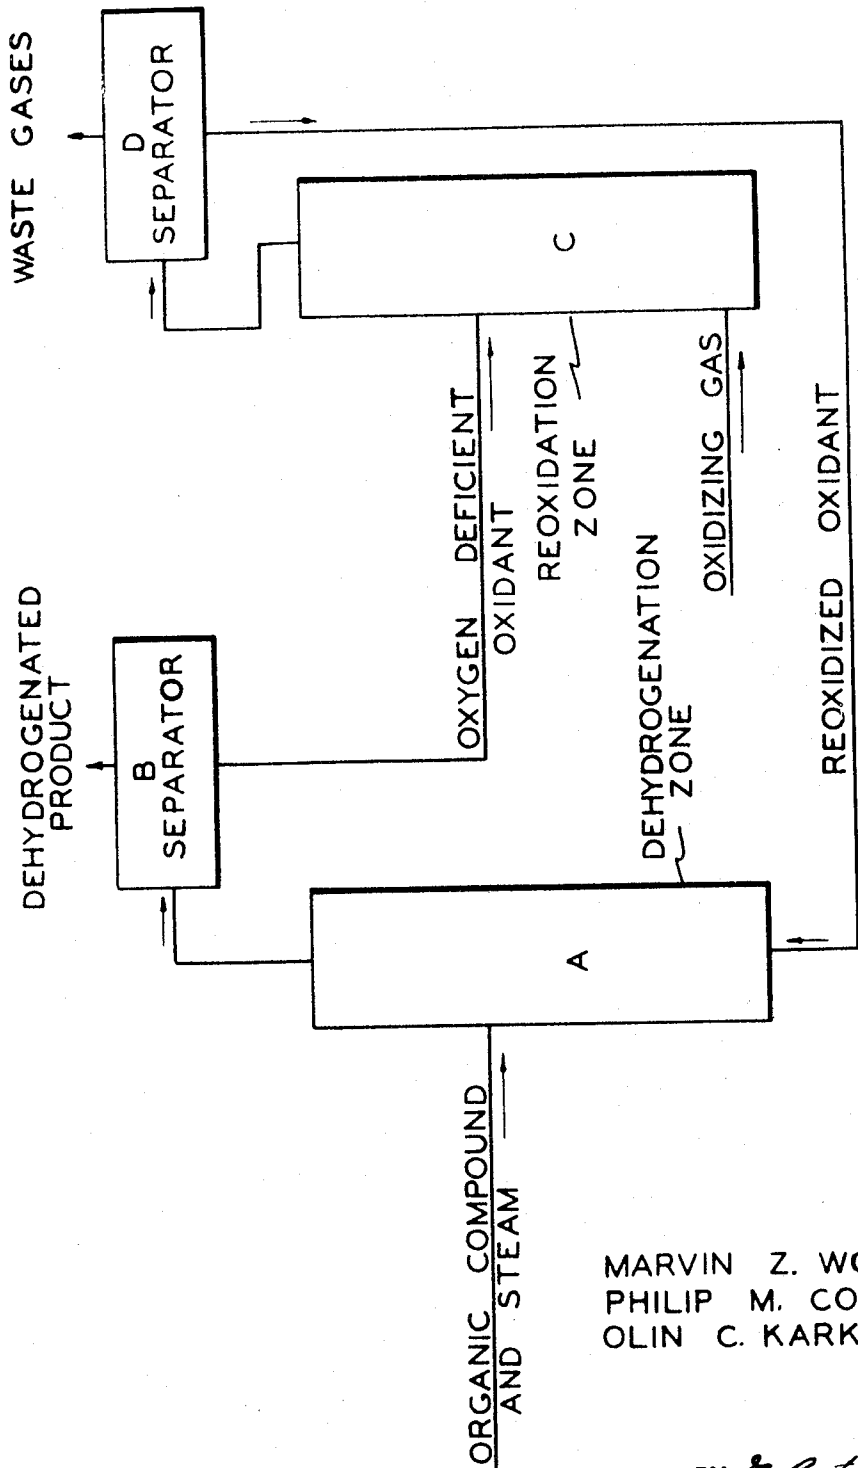 WASTE GASES
D
SEPARATOR
C
DEHYDROGENATED
PRODUCT
B
SEPARATOR
OXYGEN DEFICIENT
OXIDANT
REOXIDATION
ZONE
OXIDIZING GAS
DEHYDROGENATION
ZONE
REOXIDIZED OXIDANT
A
ORGANIC COMPOUND
AND STEAM
MARVIN Z.
PHILIP M.
OLIN C.